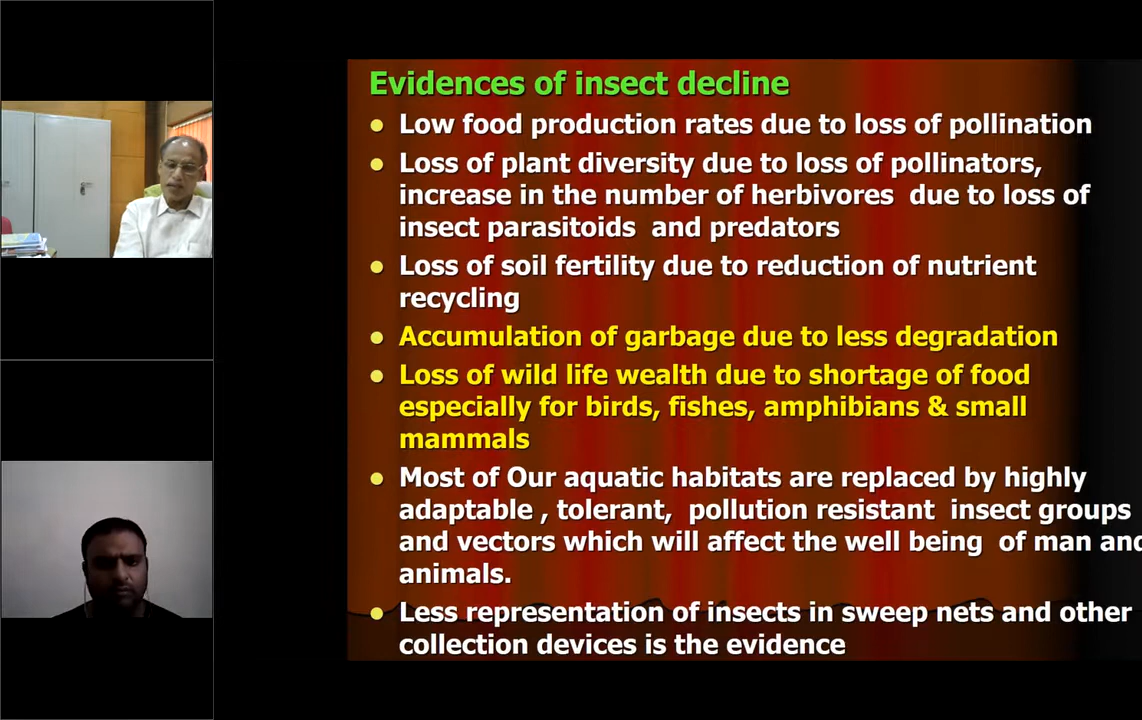 Evidences of insect decline
Low food production rates due to loss of pollination
Loss of plant diversity due to loss of pollinators,
increase in the number of herbivores due to loss of
insect parasitoids and predators
Loss of soil fertility due to reduction of nutrient
recycling
Accumulation of garbage due to less degradation
Loss of wild life wealth due to shortage of food
especially for birds, fishes, amphibians & small
mammals
Most of Our aquatic habitats are replaced by highly
adaptable , tolerant, pollution resistant insect groups
and vectors which will affect the well being of man and
animals.
Less representation of insects in sweep nets and other
collection devices is the evidence